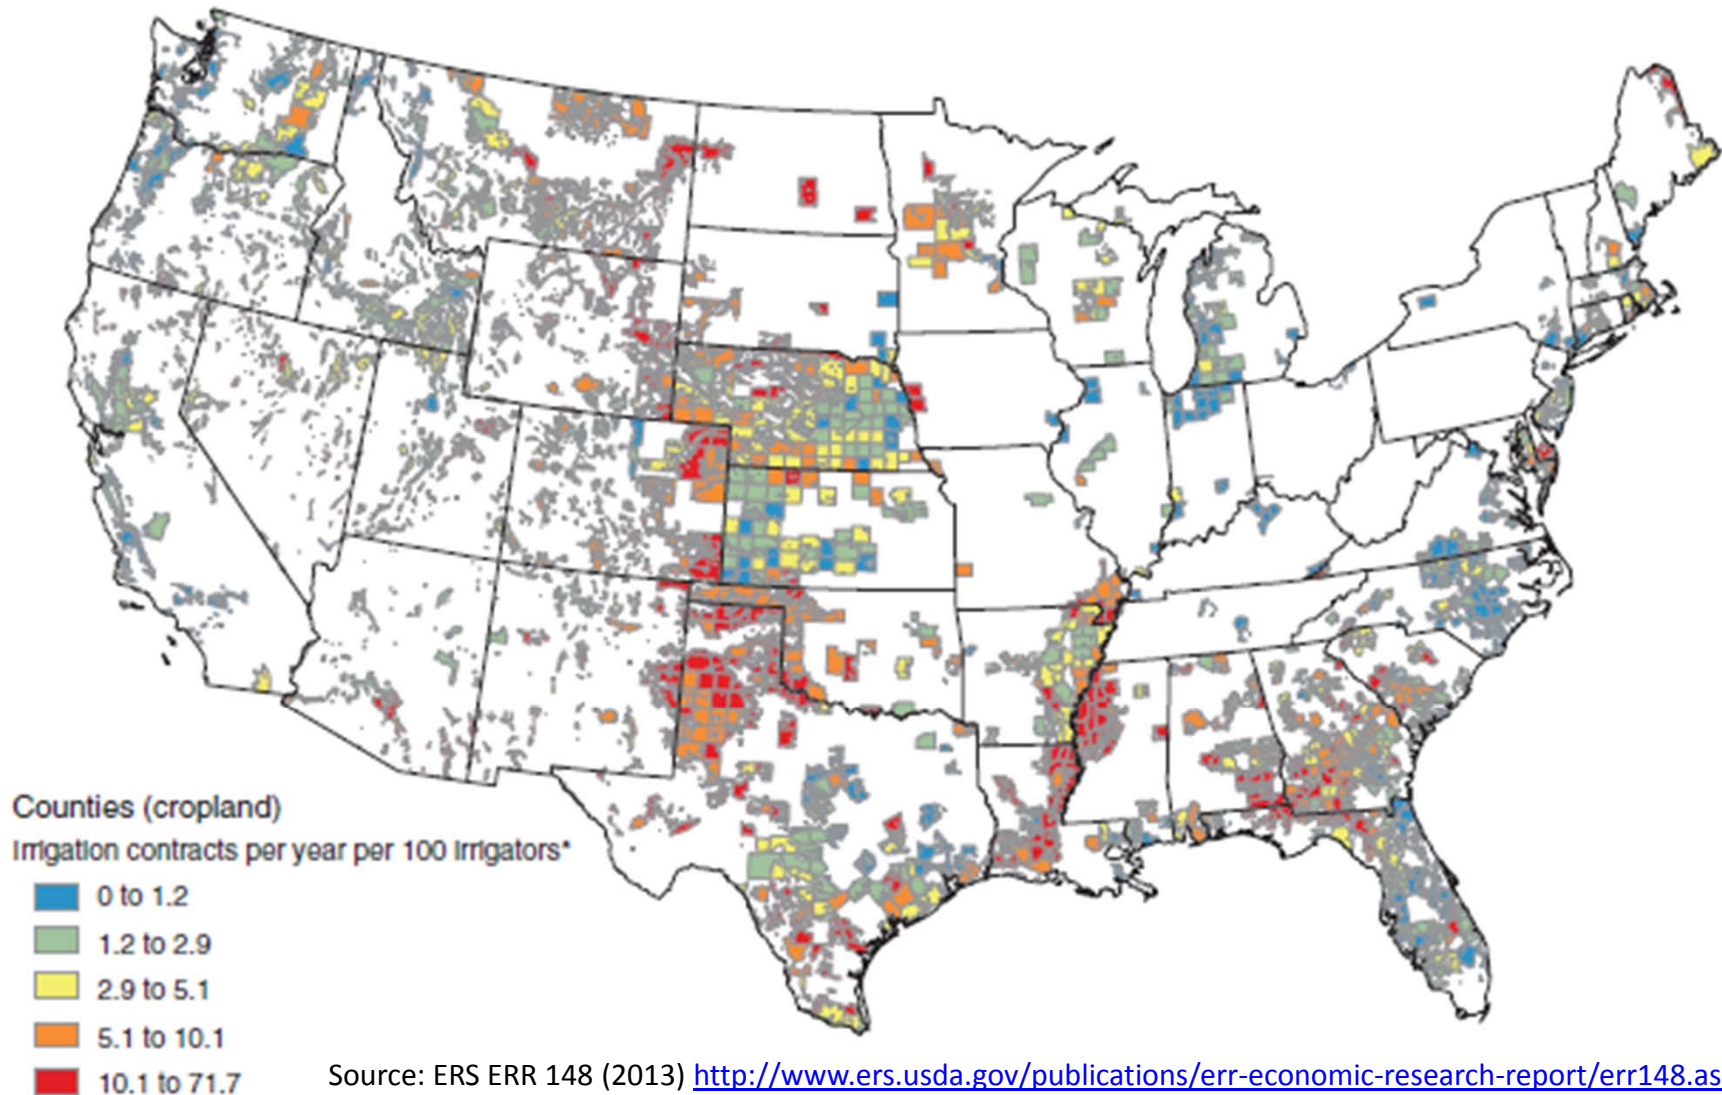 Counties (cropland)
Irrigation contracts per year per 100 irrigators*
0 to 1.2
1.2 to 2.9
2.9 to 5.1
5.1 to 10.1
10.1 to 71.7
Source: ERS ERR 148 (2013) http://www.ers.usda.gov/publications/err-economic-research-report/err148.as